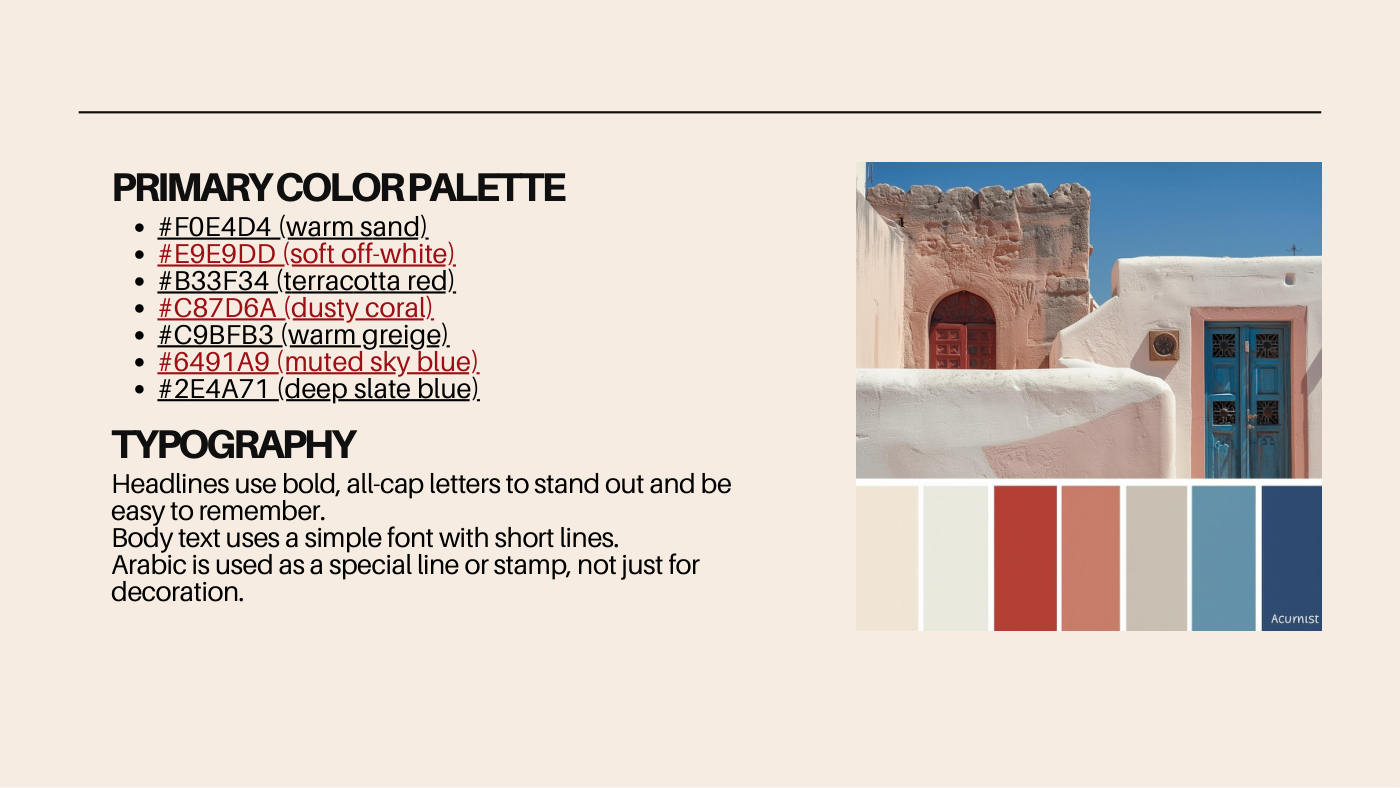 PRIMARY COLOR PALETTE
#F0E4D4 (warm sand)
#E9E9DD (soft off-white)
#B33F34 (terracotta red)
#C87D6A (dusty coral)
#C9BFB3 (warm greige)
#6491A9 (muted sky blue)
#2E4A71 (deep slate blue)
TYPOGRAPHY
Headlines use bold, all-cap letters to stand out and be
easy to remember.
Body text uses a simple font with short lines.
Arabic is used as a special line or stamp, not just for
decoration.